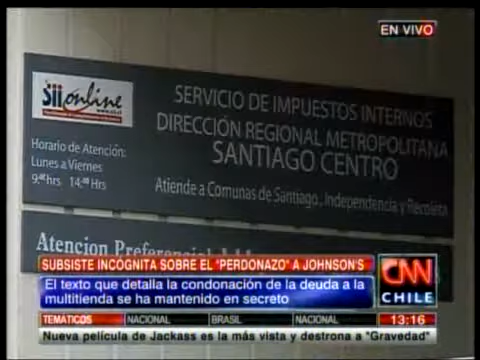 EN VIVO
Sii online
SERVICIO DE IMPUESTOS INTERNOS
DIRECCIÓN REGIONAL METROPOLITANA
SANTIAGO CENTRO
Horario de Atención:
Lunes a Viernes
9:00 hrs 14:00 Hrs
Atiende a Comunas de Santiago, Independencia y Recoleta
Atencion Preferencial
SUBSISTE INCÓGNITA SOBRE EL "PERDONAZO" A JOHNSON'S
El texto que detalla la condonación de la deuda a la
multitienda se ha mantenido en secreto
CNN
CHILE
TEMÁTICOS NACIONAL BRASIL NACIONAL 13:16
Nueva película de Jackass es la más vista y destrona a "Gravedad"